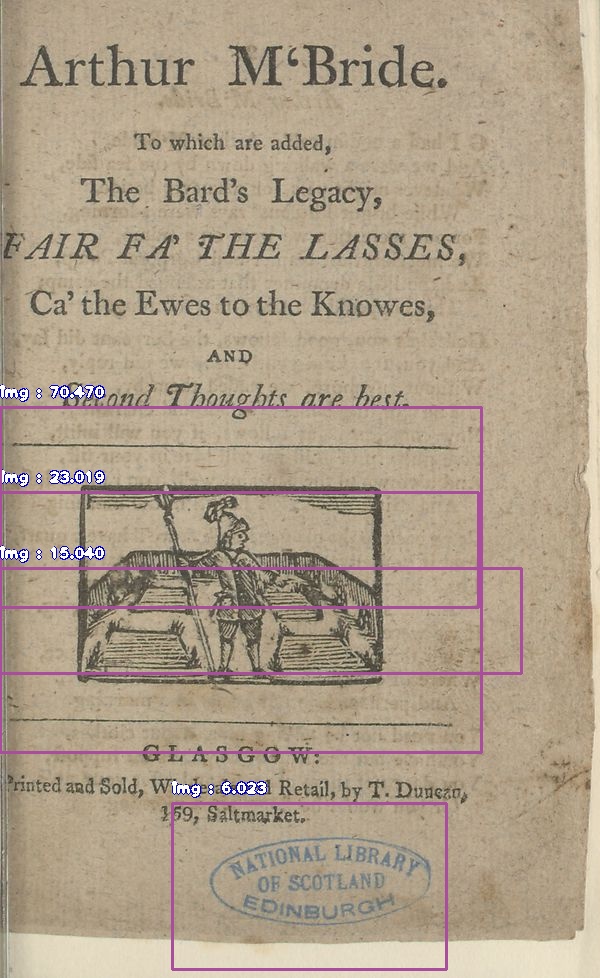 Arthur M‘Bride.
To which are added,
The Bard's Legacy,
FAIR FA' THE LASSES,
Ca' the Ewes to the Knowes,
AND
Img : 70.470
Second Thoughts are best.
Img : 23.019
Img : 15.040
GLASGOW:
Printed and Sold, Wholesale and Retail, by T. Duncan,
Img : 6.023
159, Saltmarket.
NATIONAL LIBRARY
OF SCOTLAND
EDINBURGH